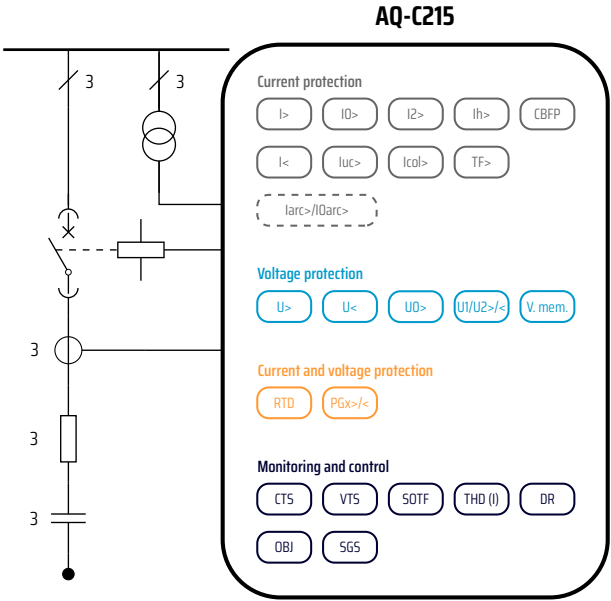 AQ-C215
3
3
Current protection
I>
I0>
I2>
Ih>
CBFP
I<
Iuc>
Icol>
TF>
Iarc>/I0arc>
Voltage protection
U>
U<
U0>
U1/U2>/<
V. mem.
3
Current and voltage protection
RTD
PGx>/<
3
Monitoring and control
CTS
VTS
SOTF
THD (I)
DR
3
OBJ
SGS